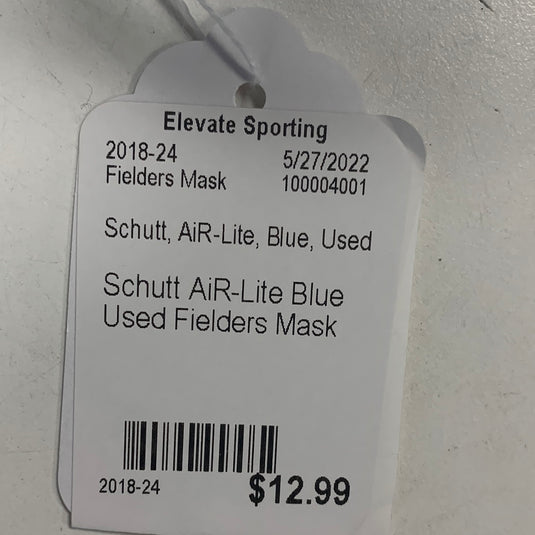 Elevate Sporting
2018-24 5/27/2022
Fielders Mask 100004001
Schutt, AiR-Lite, Blue, Used
Schutt AiR-Lite Blue
Used Fielders Mask
2018-24 $12.99